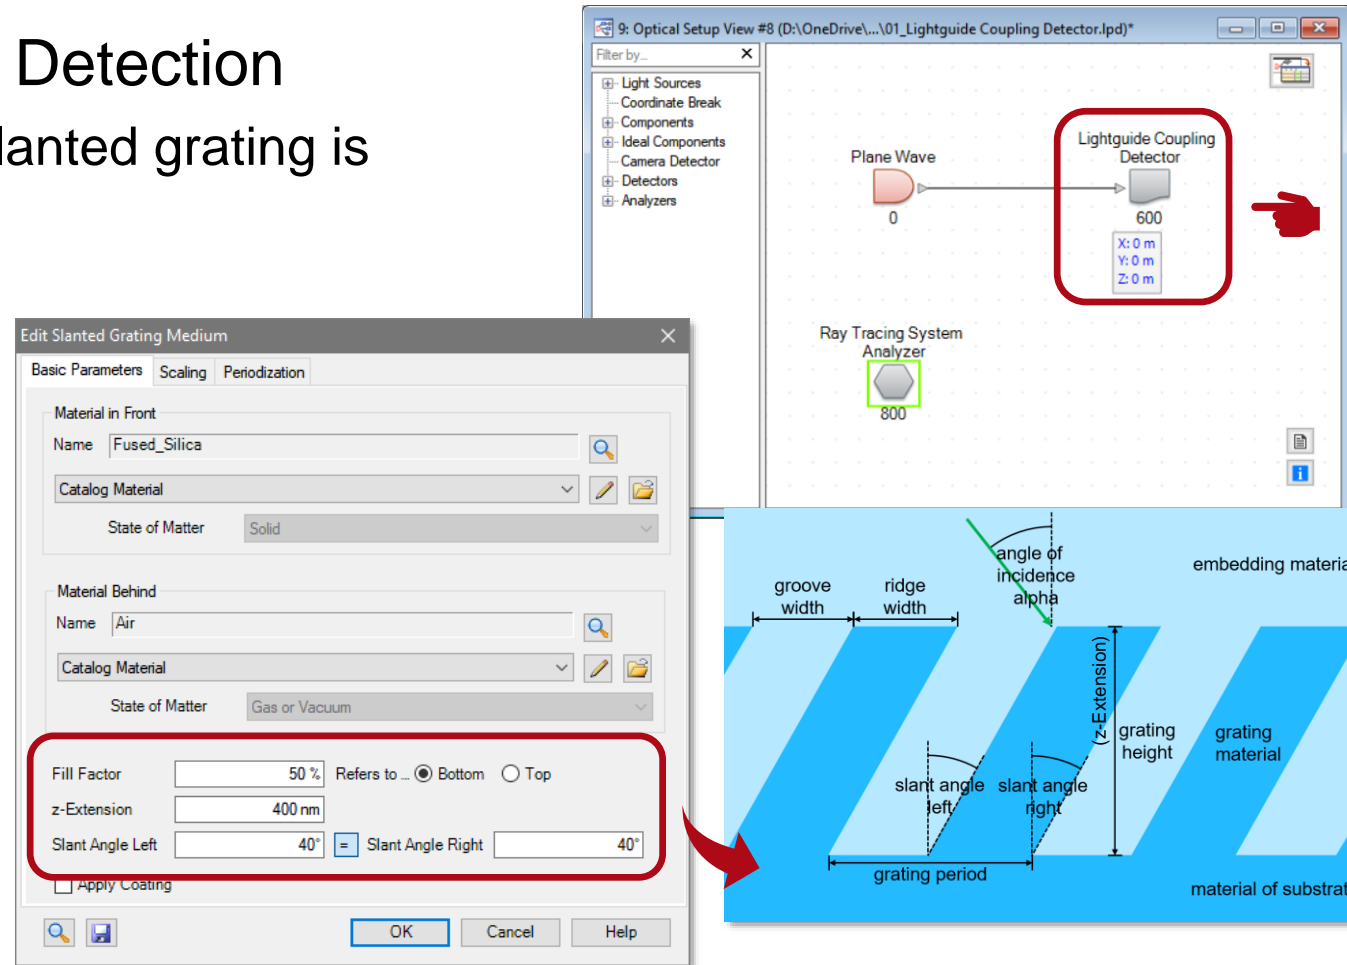 Detection
lanted grating is
9: Optical Setup View #8 (D:\OneDrive\...\01_Lightguide Coupling Detector.lpd)*
Filter by...
Light Sources
Coordinate Break
Components
Ideal Components
Camera Detector
Detectors
Analyzers
Plane Wave
0
Lightguide Coupling
Detector
600
X: 0 m
Y: 0 m
Z: 0 m
Ray Tracing System
Analyzer
800
Edit Slanted Grating Medium
Basic Parameters Scaling Periodization
Material in Front
Name Fused_Silica
Catalog Material
State of Matter Solid
Material Behind
Name Air
Catalog Material
State of Matter Gas or Vacuum
Fill Factor 50 % Refers to ... Bottom Top
z-Extension 400 nm
Slant Angle Left 40° = Slant Angle Right 40°
Apply Coating
OK Cancel Help
angle of
incidence
alpha
embedding materia
groove
width
ridge
width
(z-Extension)
grating
height
grating
material
slant angle
left
slant angle
right
grating period
material of substrat